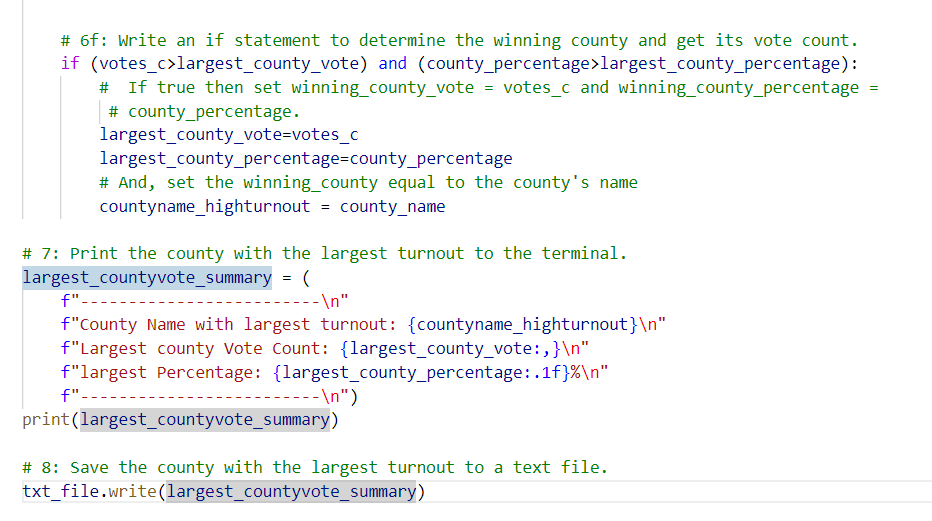 # 6f: Write an if statement to determine the winning county and get its vote count.
if (votes_c>largest_county_vote) and (county_percentage>largest_county_percentage):
#  If true then set winning_county_vote = votes_c and winning_county_percentage =
# county_percentage.
largest_county_vote=votes_c
largest_county_percentage=county_percentage
# And, set the winning_county equal to the county's name
countyname_highturnout = county_name
# 7: Print the county with the largest turnout to the terminal.
largest_countyvote_summary = (
f"-------------------------\n"
f"County Name with largest turnout: {countyname_highturnout}\n"
f"Largest county Vote Count: {largest_county_vote:,}\n"
f"largest Percentage: {largest_county_percentage:.1f}%\n"
f"-------------------------\n")
print(largest_countyvote_summary)
# 8: Save the county with the largest turnout to a text file.
txt_file.write(largest_countyvote_summary)